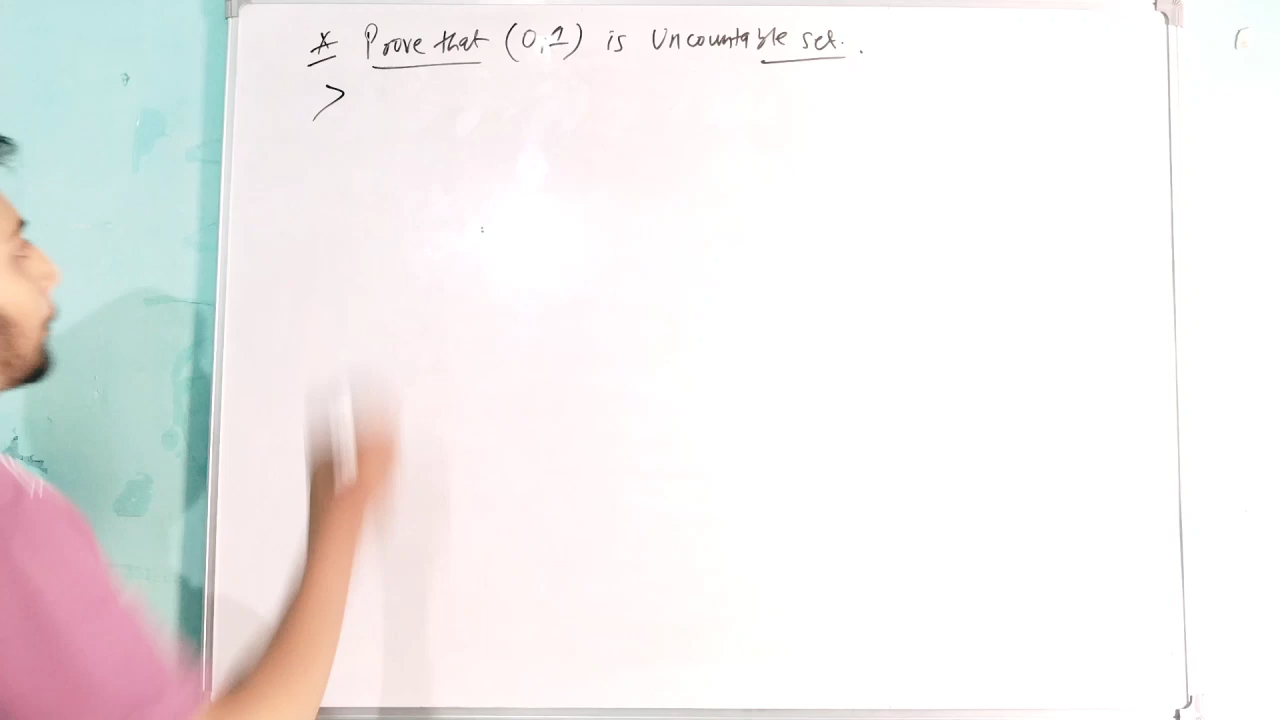 * Prove that (0,1) is Uncountable set.
>